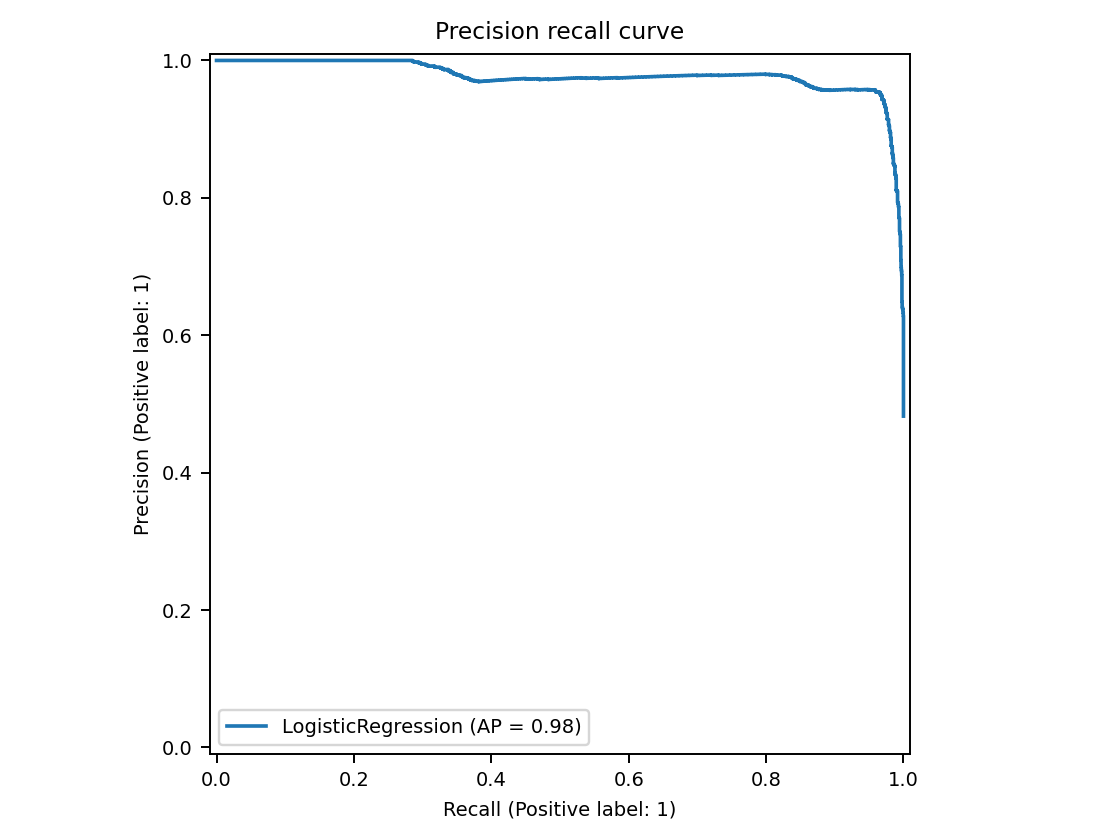 Precision recall curve
1.0
0.8
0.6
0.4
0.2
0.0
Precision (Positive label: 1)
LogisticRegression (AP = 0.98)
0.0 0.2 0.4 0.6 0.8 1.0
Recall (Positive label: 1)